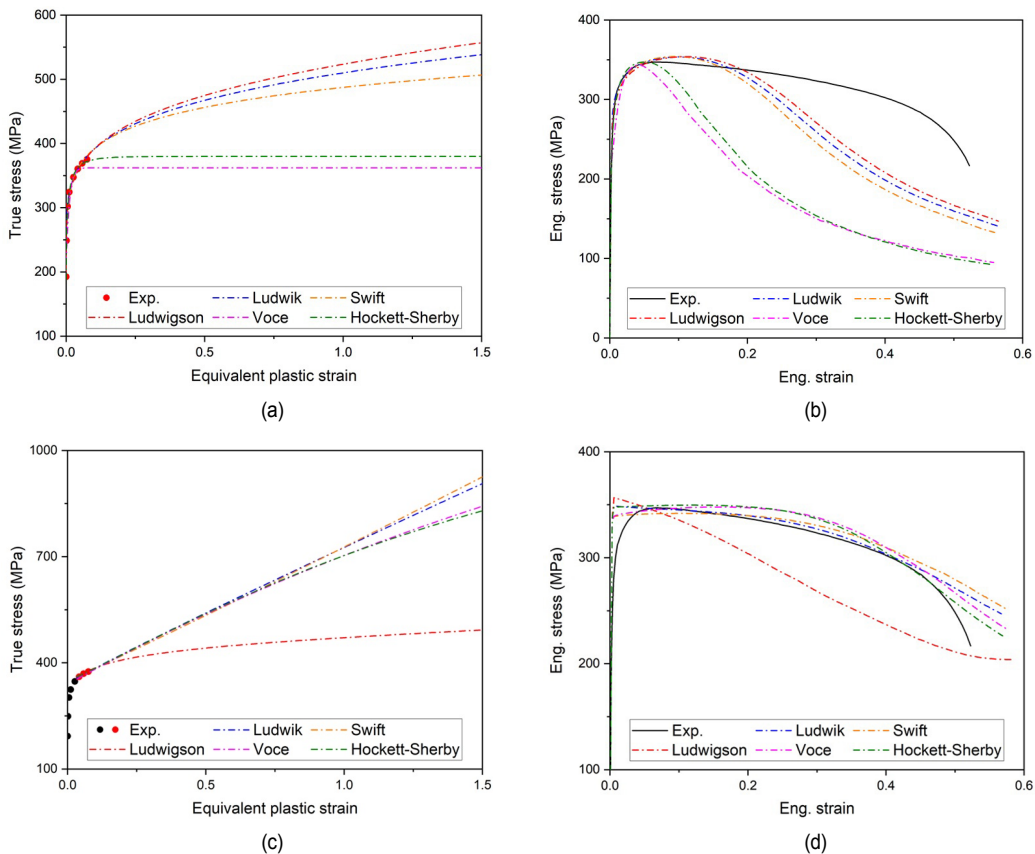 600
500
400
300
200
100
True stress (MPa)
Exp.
Ludwik
Swift
Ludwigson
Voce
Hockett-Sherby
0.0
0.5
1.0
1.5
Equivalent plastic strain
(a)
400
300
200
100
0
Eng. stress (MPa)
Exp.
Ludwik
Swift
Ludwigson
Voce
Hockett-Sherby
0.0
0.2
0.4
0.6
Eng. strain
(b)
1000
700
400
100
True stress (MPa)
Exp.
Ludwik
Swift
Ludwigson
Voce
Hockett-Sherby
0.0
0.5
1.0
1.5
Equivalent plastic strain
(c)
400
300
200
100
Eng. stress (MPa)
Exp.
Ludwik
Swift
Ludwigson
Voce
Hockett-Sherby
0.0
0.2
0.4
0.6
Eng. strain
(d)